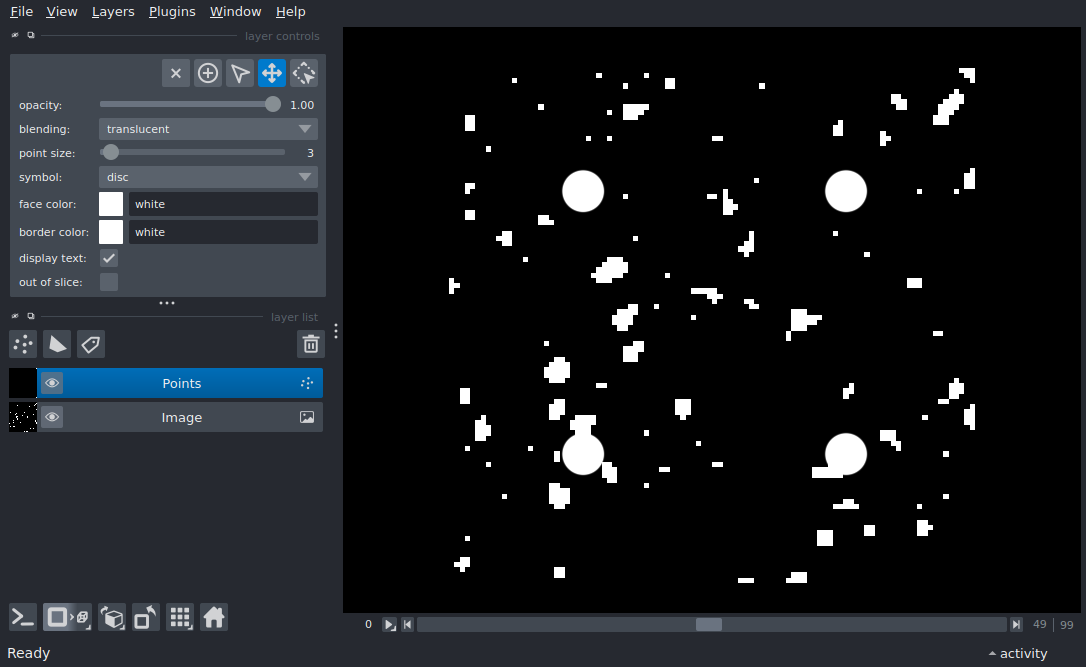 File View Layers Plugins Window Help
layer controls
opacity: 1.00
blending: translucent
point size: 3
symbol: disc
face color: white
border color: white
display text:
out of slice:
layer list
Points
Image
0 49 | 99
Ready activity